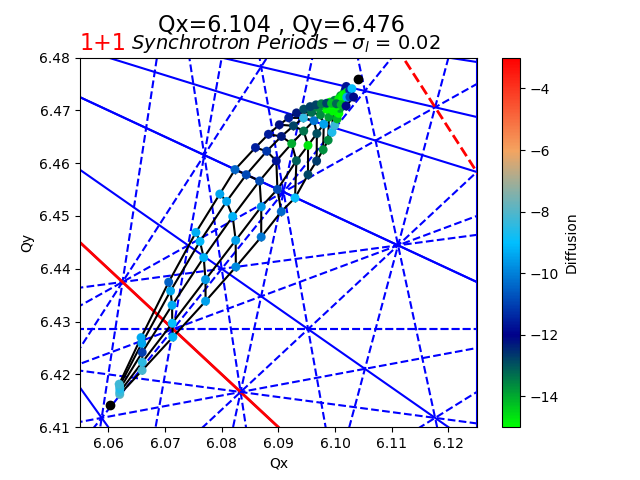 Qx=6.104 , Qy=6.476
1+1 Synchrotron Periods − σl = 0.02
6.48
6.47
6.46
6.45
6.44
6.43
6.42
6.41
Qy
6.06 6.07 6.08 6.09 6.10 6.11 6.12
Qx
−4
−6
−8
−10
−12
−14
Diffusion